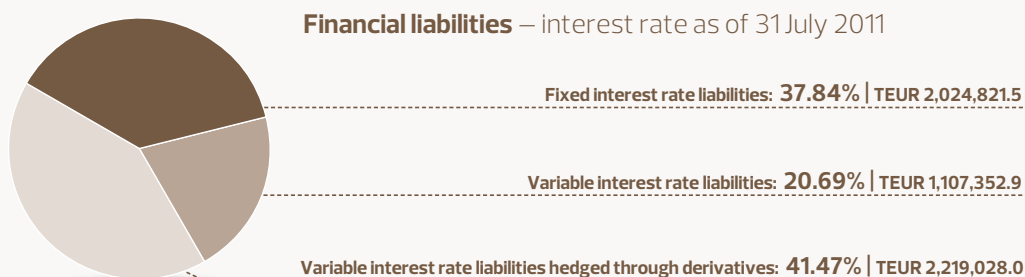 Financial liabilities – interest rate as of 31 July 2011
Fixed interest rate liabilities: 37.84% | TEUR 2,024,821.5
Variable interest rate liabilities: 20.69% | TEUR 1,107,352.9
Variable interest rate liabilities hedged through derivatives: 41.47% | TEUR 2,219,028.0